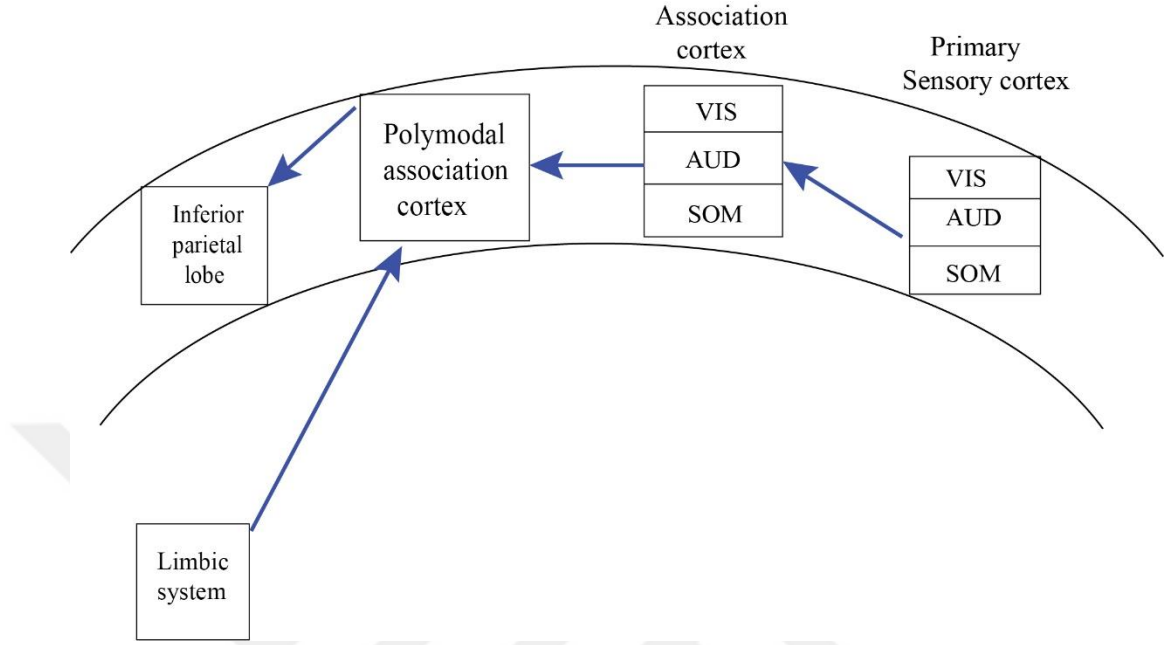 Association
cortex
Primary
Sensory cortex
Polymodal
association
cortex
VIS
AUD
SOM
VIS
AUD
SOM
Inferior
parietal
lobe
Limbic
system